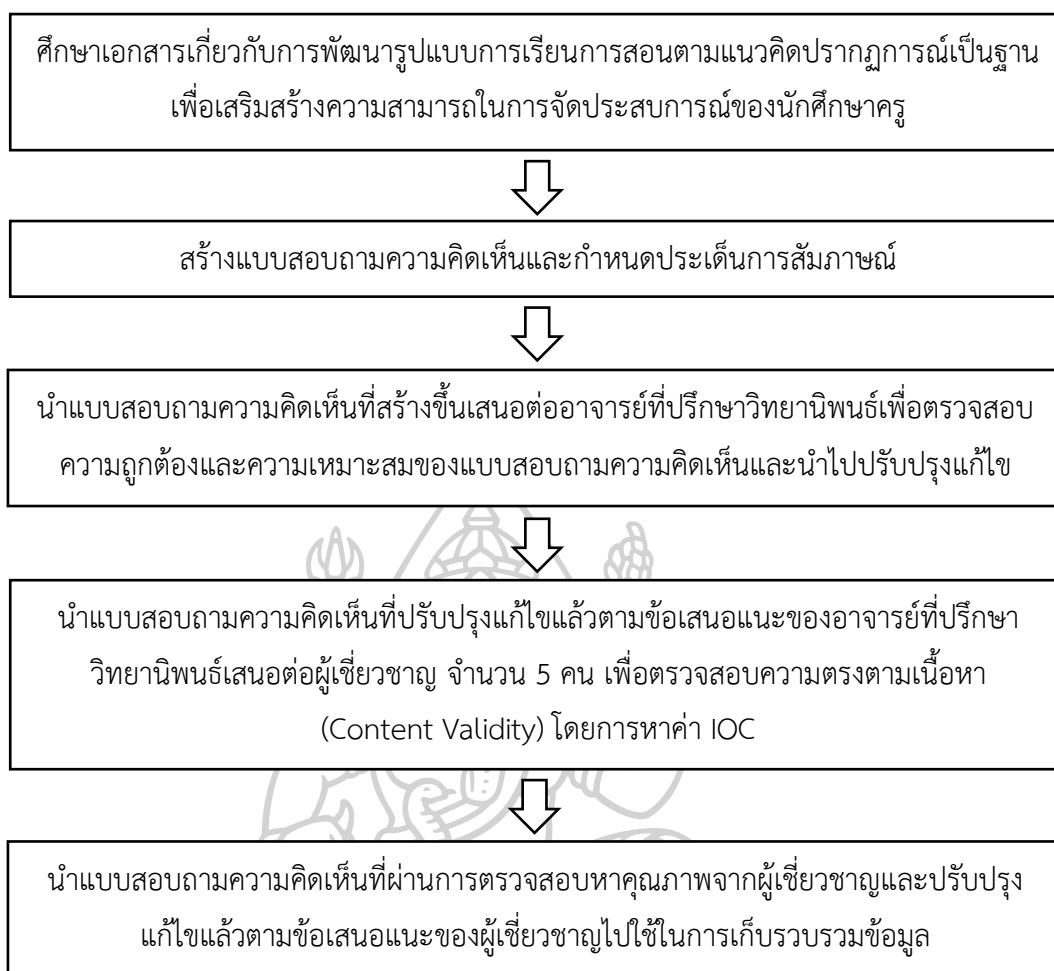 ศึกษาเอกสารเกี่ยวกับการพัฒนารูปแบบการเรียนการสอนตามแนวคิดปรากฏการณ์เป็นฐาน
เพื่อเสริมสร้างความสามารถในการจัดประสบการณ์ของนักศึกษาครู
สร้างแบบสอบถามความคิดเห็นและกำหนดประเด็นการสัมภาษณ์
นำแบบสอบถามความคิดเห็นที่สร้างขึ้นเสนอต่ออาจารย์ที่ปรึกษาวิทยานิพนธ์เพื่อตรวจสอบ
ความถูกต้องและความเหมาะสมของแบบสอบถามความคิดเห็นและนำไปปรับปรุงแก้ไข
นำแบบสอบถามความคิดเห็นที่ปรับปรุงแก้ไขแล้วตามข้อเสนอแนะของอาจารย์ที่ปรึกษา
วิทยานิพนธ์เสนอต่อผู้เชี่ยวชาญ จำนวน 5 คน เพื่อตรวจสอบความตรงตามเนื้อหา
(Content Validity) โดยการหาค่า IOC
นำแบบสอบถามความคิดเห็นที่ผ่านการตรวจสอบหาคุณภาพจากผู้เชี่ยวชาญและปรับปรุง
แก้ไขแล้วตามข้อเสนอแนะของผู้เชี่ยวชาญไปใช้ในการเก็บรวบรวมข้อมูล